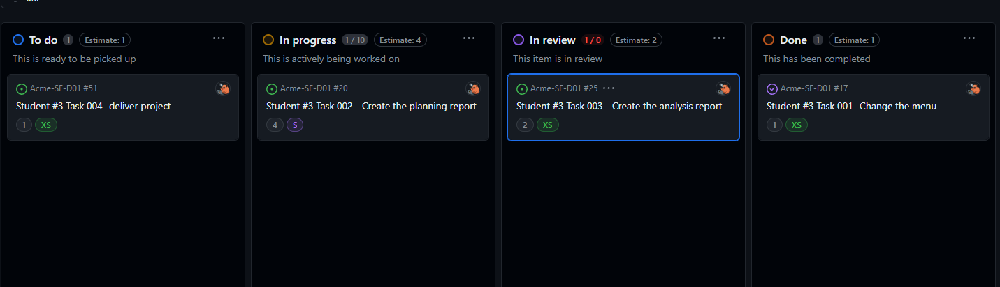 To do 1 Estimate: 1
This is ready to be picked up
Acme-SF-D01 #51
Student #3 Task 004- deliver project
1 XS
In progress 1 / 10 Estimate: 4
This is actively being worked on
Acme-SF-D01 #20
Student #3 Task 002 - Create the planning report
4 S
In review 1 / 0 Estimate: 2
This item is in review
Acme-SF-D01 #25
Student #3 Task 003 - Create the analysis report
2 XS
Done 1 Estimate: 1
This has been completed
Acme-SF-D01 #17
Student #3 Task 001- Change the menu
1 XS